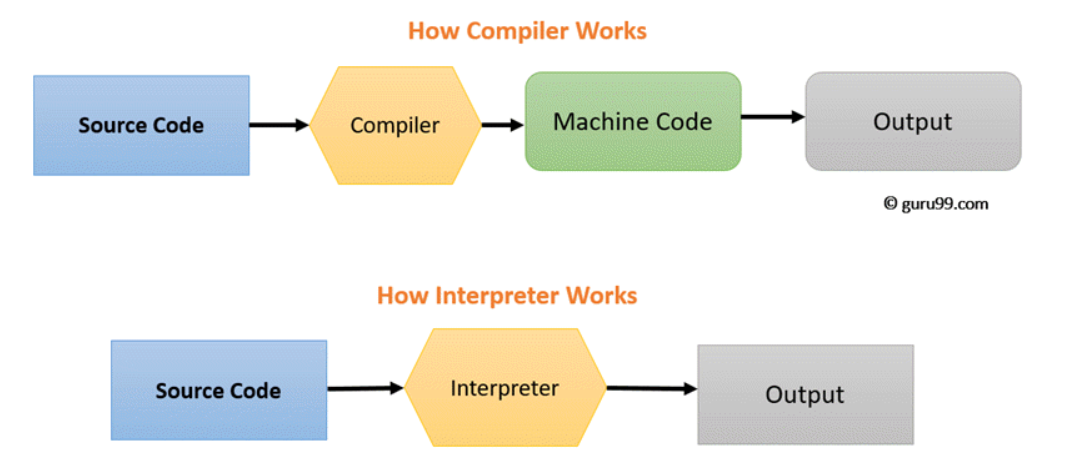 How Compiler Works
Source Code
Compiler
Machine Code
Output
© guru99.com
How Interpreter Works
Source Code
Interpreter
Output